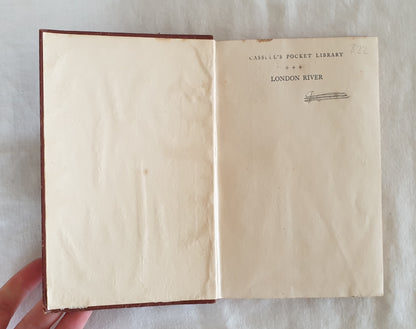 CASSELL'S POCKET LIBRARY
LONDON RIVER